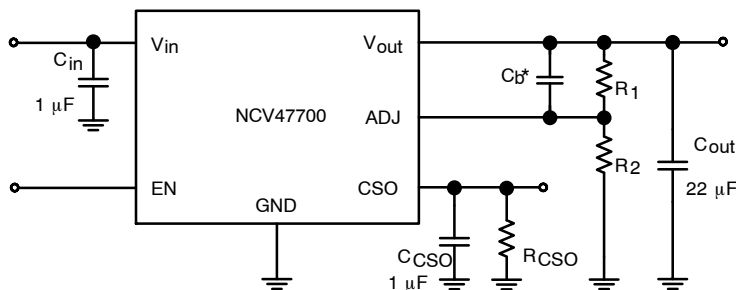 Cin
1 μF
Vin
Vout
NCV47700
ADJ
EN
CSO
GND
Cb*
R1
R2
Cout
22 μF
CCSO
1 μF
RCSO